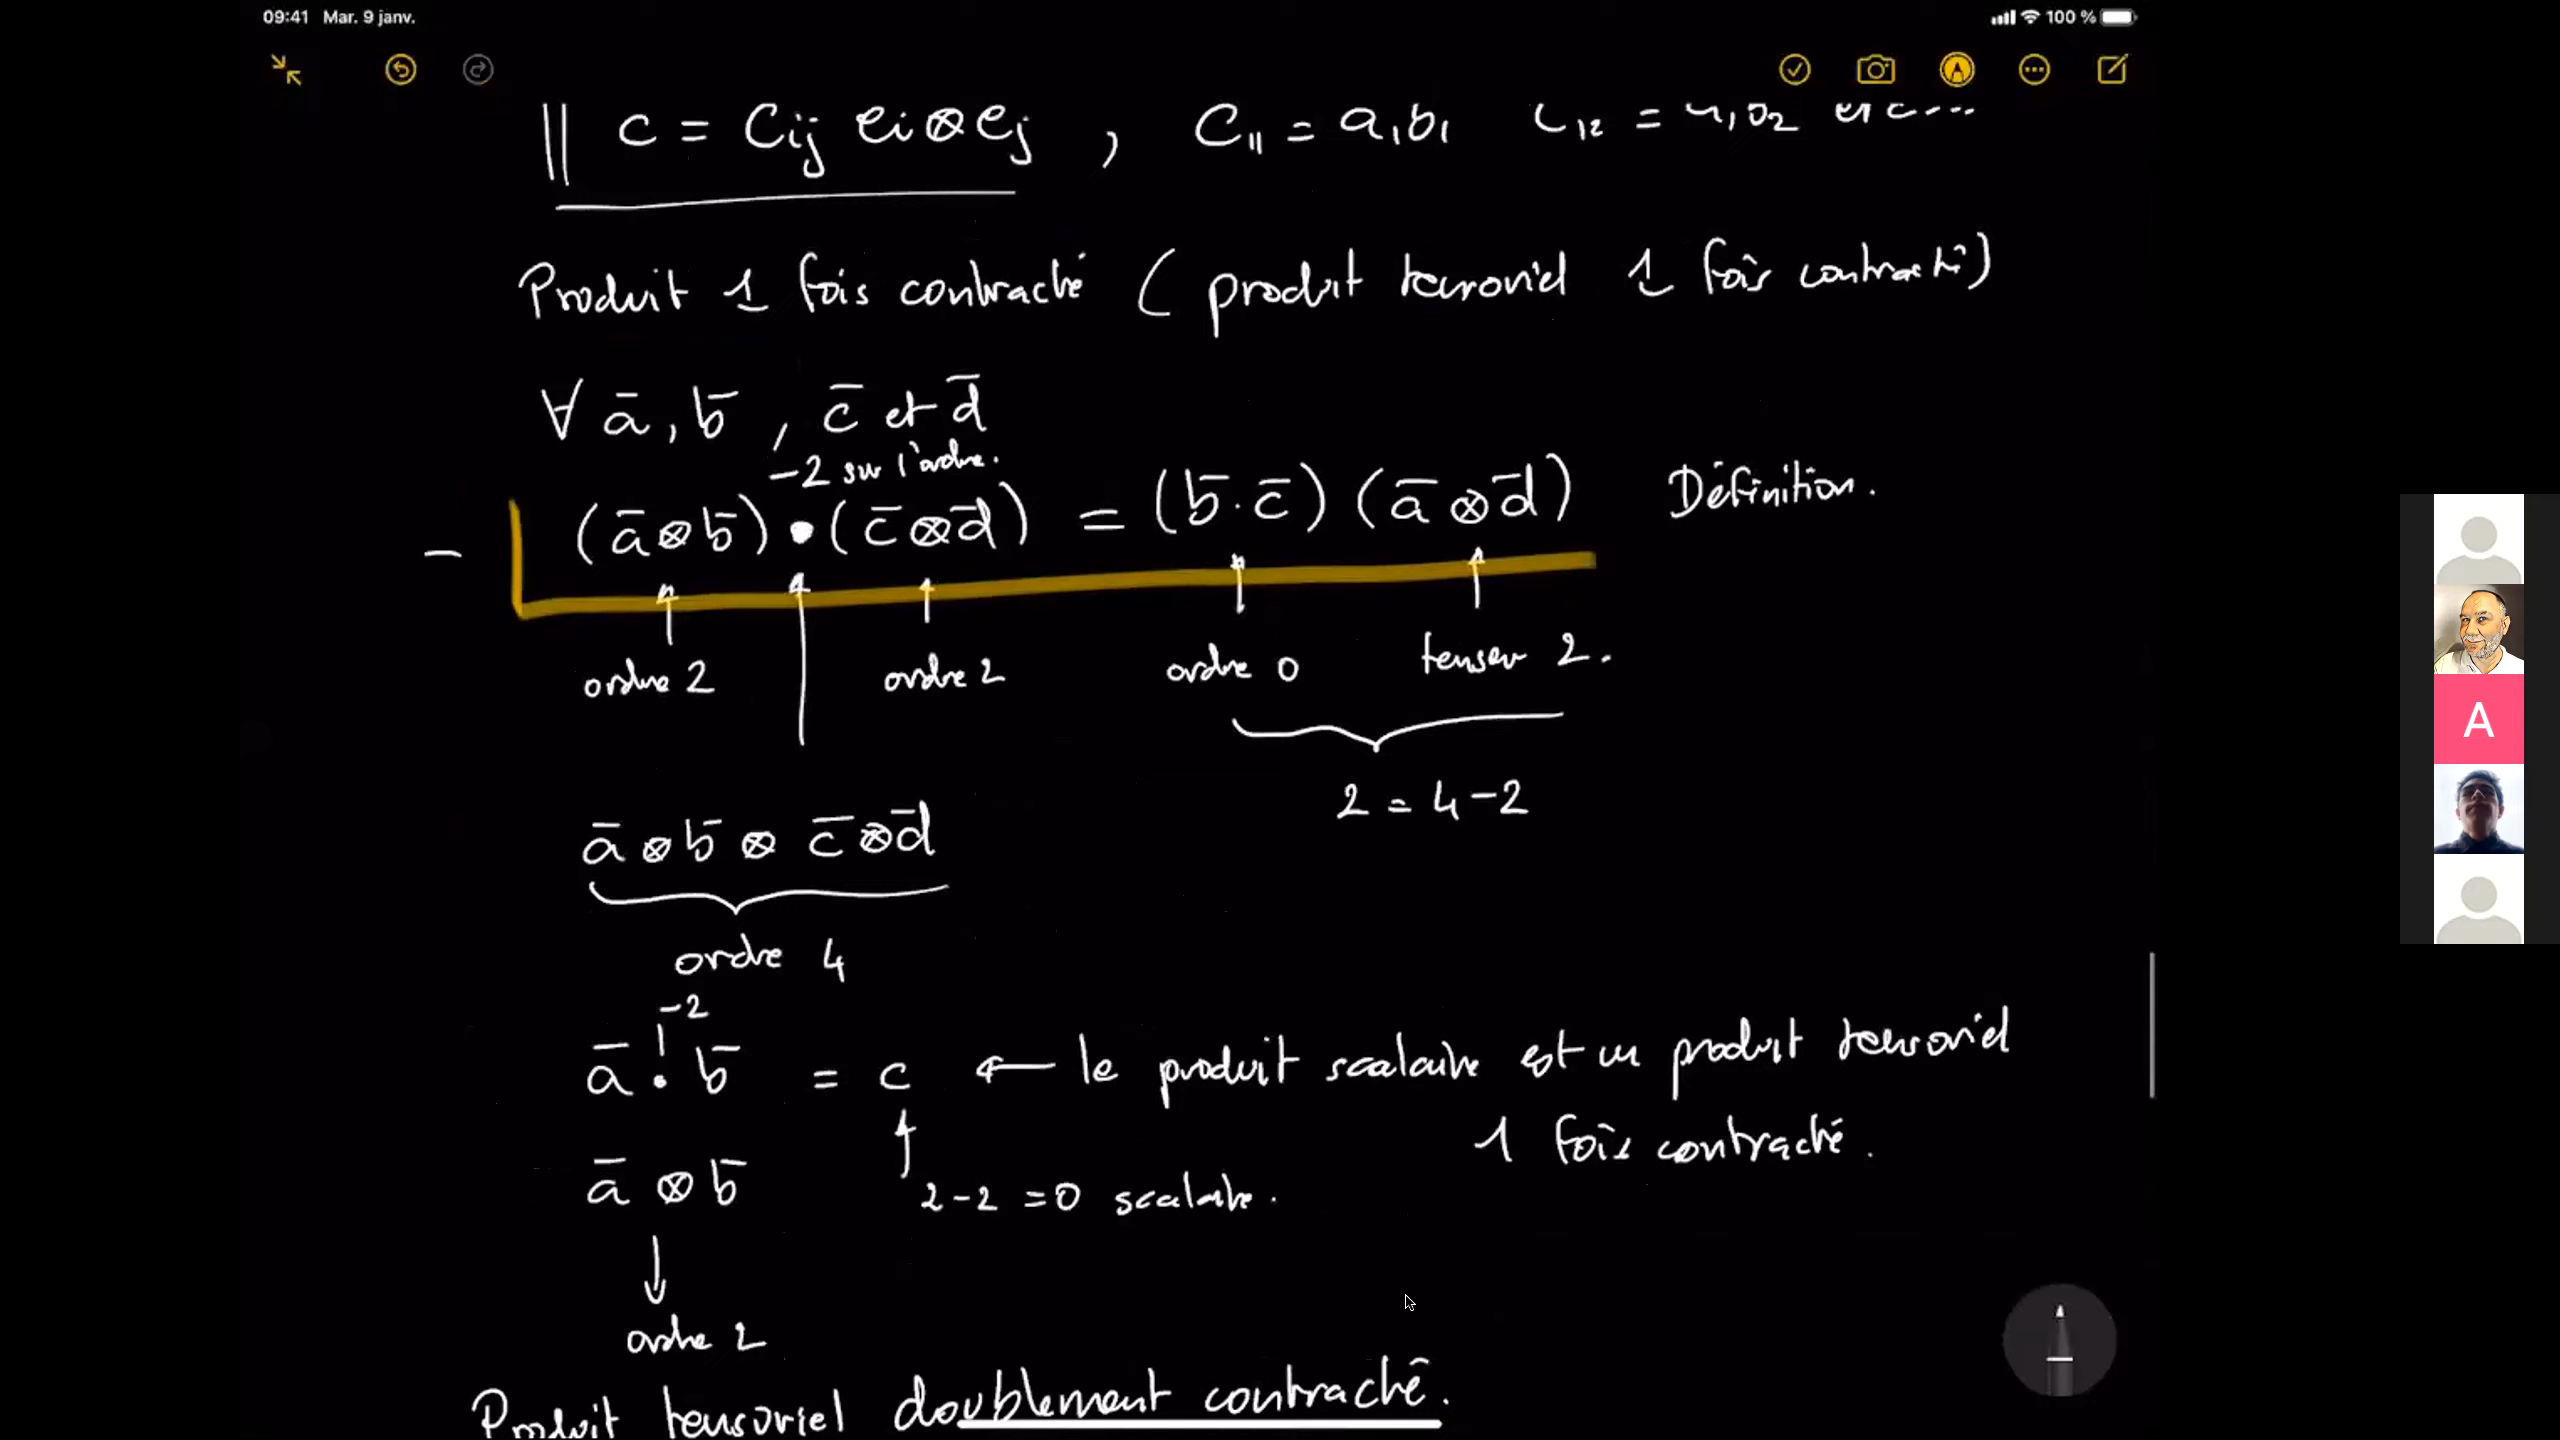 09:41 Mar. 9 janv. 100 %
c = Cij ei⊗ej , C11 = a1b1 C12 = a1b2 etc...
Produit 1 fois contracté ( produit tensoriel 1 fois contracté)
∀ a̅, b̅ , c̅ et d̅
-2 sur l'ordre.
(a̅⊗b̅) • (c̅⊗d̅) = (b̅.c̅) (a̅⊗d̅) Définition.
ordre 2 ordre 2 ordre 0 tenseur 2.
2 = 4-2
a̅⊗b̅⊗c̅⊗d̅
ordre 4
-2
a̅ • b̅ = c ← le produit scalaire est un produit tensoriel
1 fois contracté.
a̅ ⊗ b̅
2-2 = 0 scalaire.
ordre 2
A
Produit tensoriel doublement contracté.